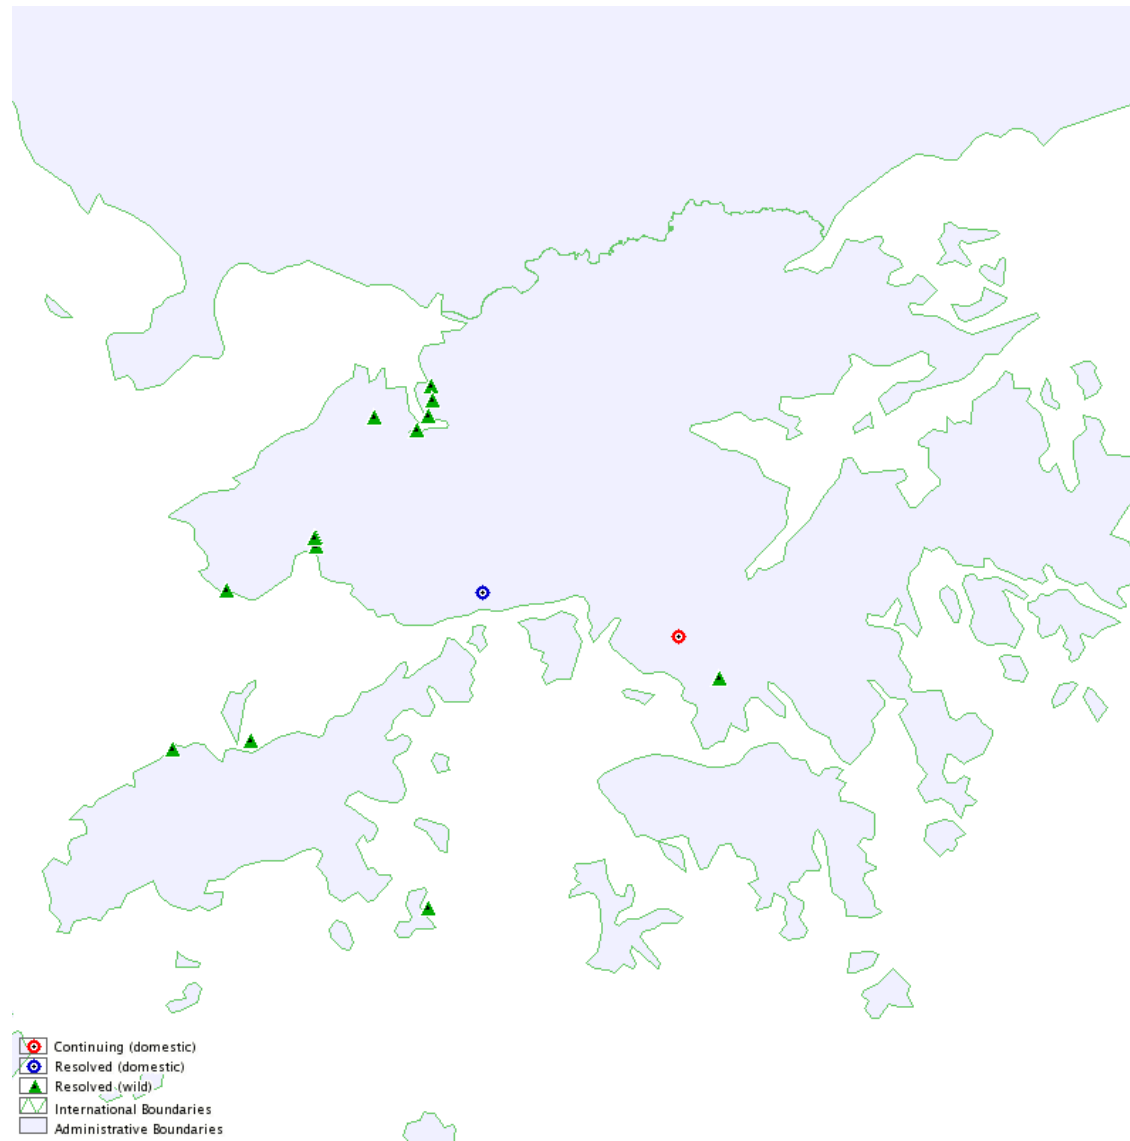 Continuing (domestic)
Resolved (domestic)
Resolved (wild)
International Boundaries
Administrative Boundaries